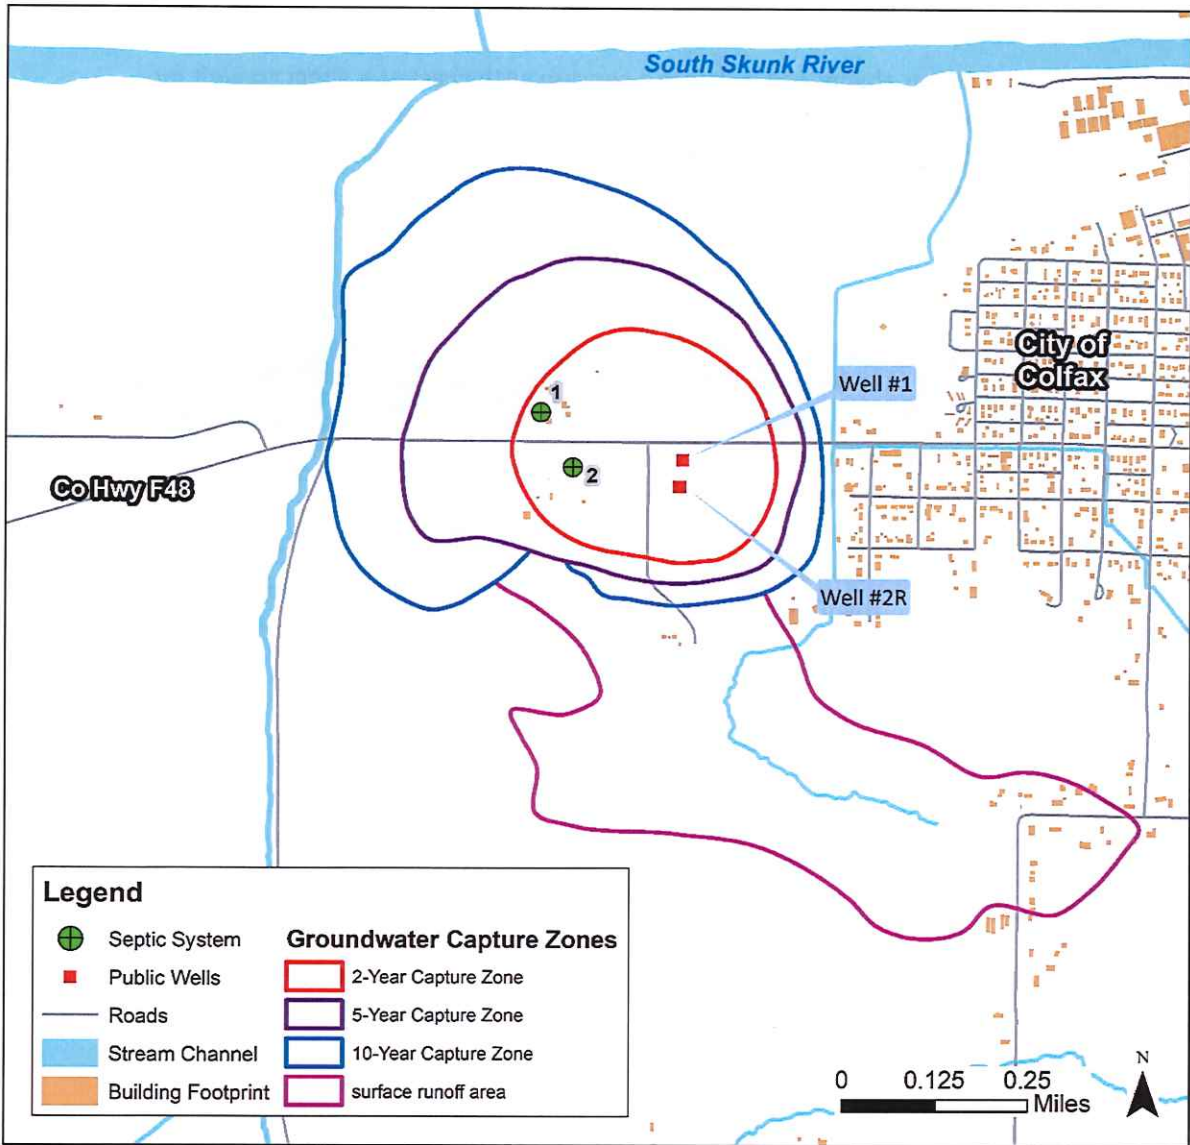 South Skunk River
City of
Colfax
Well #1
1
Co Hwy F48
2
Well #2R
Legend
Septic System
Public Wells
Roads
Stream Channel
Building Footprint
Groundwater Capture Zones
2-Year Capture Zone
5-Year Capture Zone
10-Year Capture Zone
surface runoff area
0 0.125 0.25
Miles
N